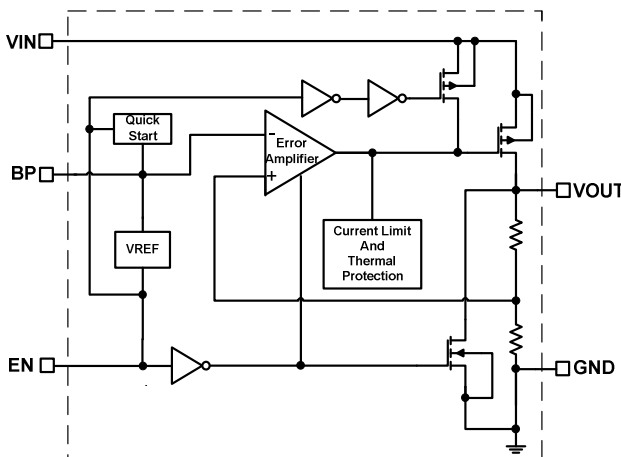 VIN
Quick
Start
-
Error
Amplifier
+
BP
VOUT
VREF
Current Limit
And
Thermal
Protection
EN
GND